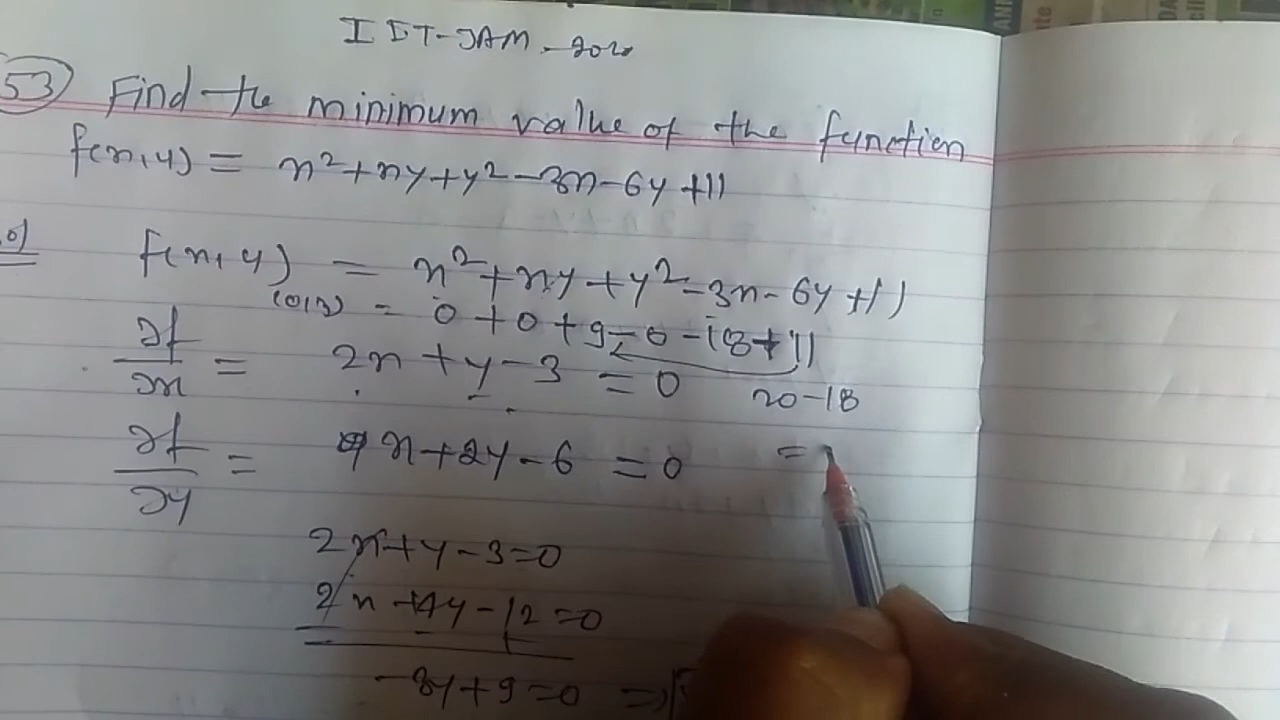 IIT-JAM-2020
53 Find the minimum value of the function
f(x,y) = x²+xy+y²-3x-6y+11
f(x,y) = x²+xy+y²-3x-6y+11
(0,3) = 0+0+9-0-18+11
∂f/∂x = 2x+y-3 = 0
20-18
∂f/∂y = x+2y-6 = 0
=
2x+y-3=0
2x+4y-12=0
-3y+9=0 =>